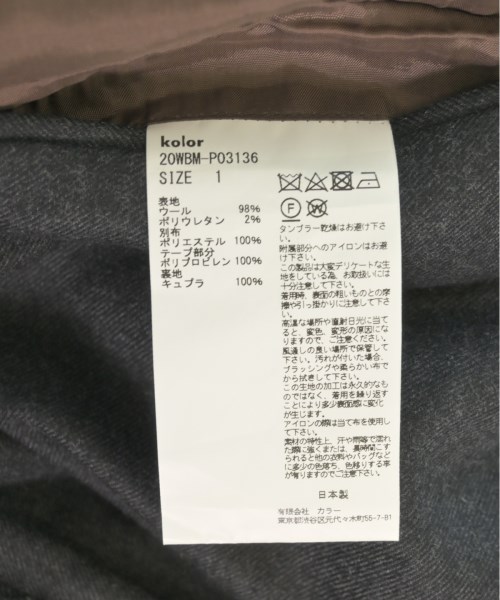 kolor
20WBM-P03136
SIZE 1
表地
ウール 98%
ポリウレタン 2%
別布
ポリエステル 100%
テープ部分
ポリプロピレン 100%
裏地
キュプラ 100%
F
W
タンブラー乾燥はお避け下さ
い。
附属部分へのアイロンはお避
け下さい。
この製品は大変デリケートな生
地をしている為、お取扱いには
十分注意して下さい。
着用時、表面の粗いものとの摩
擦や引っ掛かりに注意して下さ
い。
高温な場所や直射日光に当て
ると、変色、変形の原因にな
りますので、ご注意ください。
風通しの良い場所で保管して
下さい。汚れが付いた場合、
ブラッシングや柔らかい布で
から拭きして下さい。
この生地の加工は永久的なも
のではなく、着用を繰り返す
ことにより多少表面感に変化
が生じます。
アイロンの際は当て布を使用し
て下さい。
素材の特性上、汗や雨等で濡れ
た際に強くまたは、長時間こす
られると他の衣料やバッグなど
に多少の色落ち、色移りする事
が有りますのでご注意下さい。
日本製
有限会社 カラー
東京都渋谷区元代々木町55-7-B1